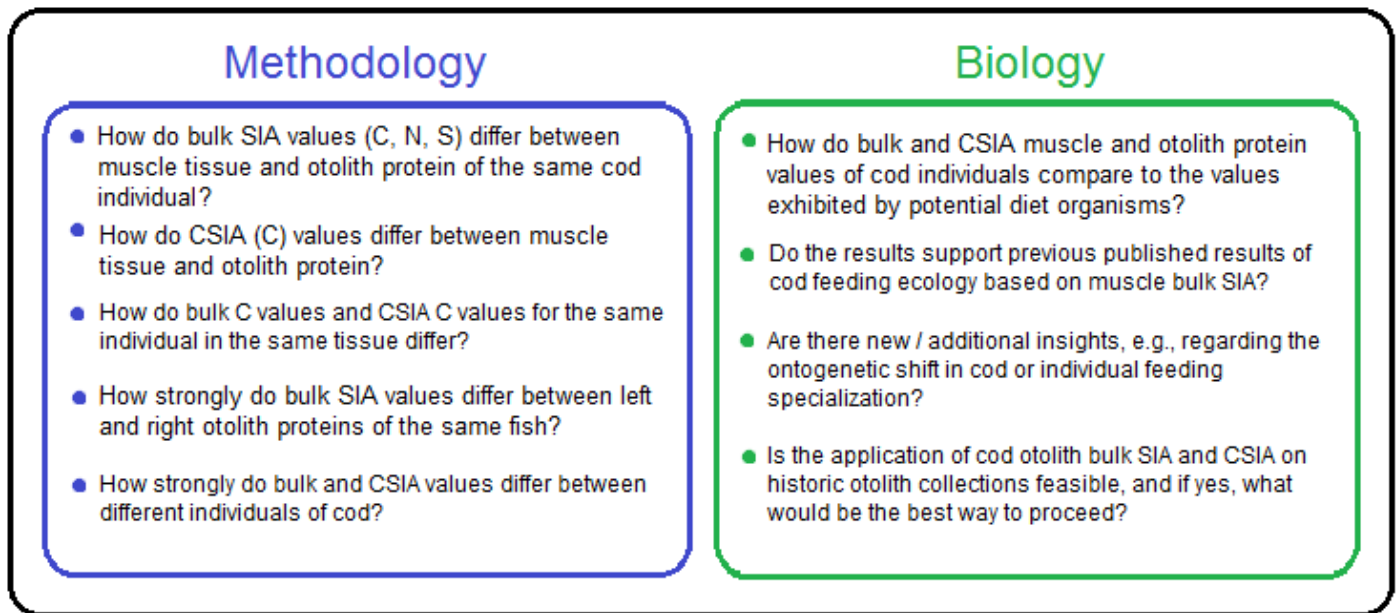 Methodology
How do bulk SIA values (C, N, S) differ between
muscle tissue and otolith protein of the same cod
individual?
How do CSIA (C) values differ between muscle
tissue and otolith protein?
How do bulk C values and CSIA C values for the same
individual in the same tissue differ?
How strongly do bulk SIA values differ between left
and right otolith proteins of the same fish?
How strongly do bulk and CSIA values differ between
different individuals of cod?
Biology
How do bulk and CSIA muscle and otolith protein
values of cod individuals compare to the values
exhibited by potential diet organisms?
Do the results support previous published results of
cod feeding ecology based on muscle bulk SIA?
Are there new / additional insights, e.g., regarding the
ontogenetic shift in cod or individual feeding
specialization?
Is the application of cod otolith bulk SIA and CSIA on
historic otolith collections feasible, and if yes, what
would be the best way to proceed?